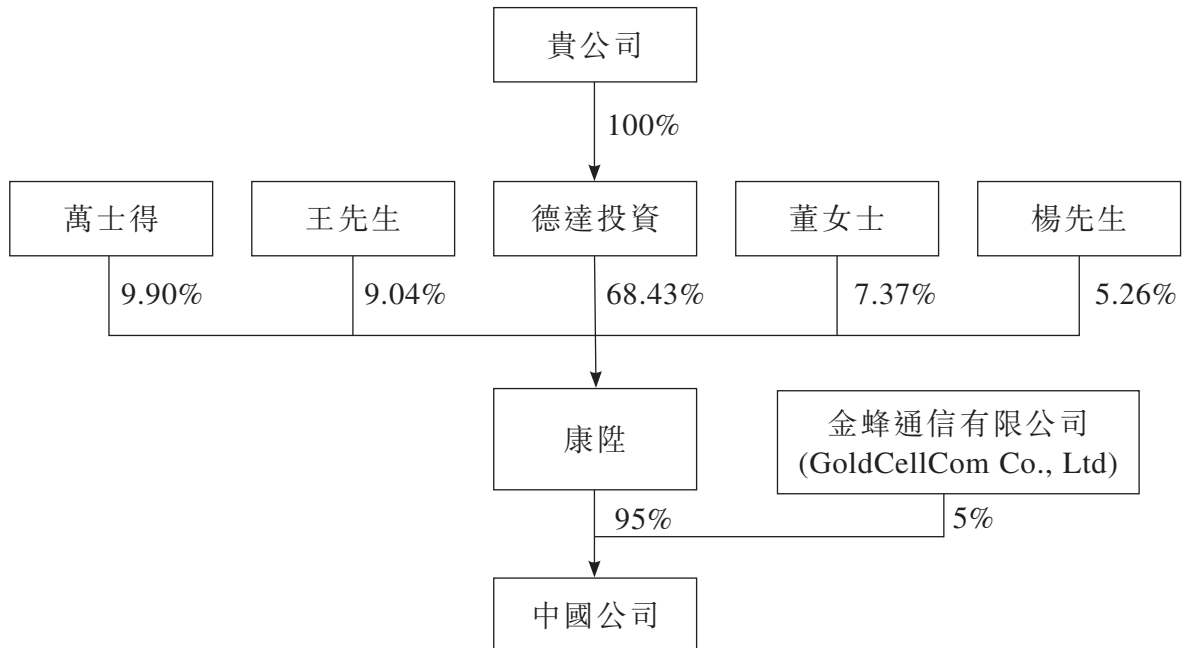 貴公司
100%
萬士得
王先生
德達投資
董女士
楊先生
9.90%
9.04%
68.43%
7.37%
5.26%
康陞
金蜂通信有限公司
(GoldCellCom Co., Ltd)
95%
5%
中國公司